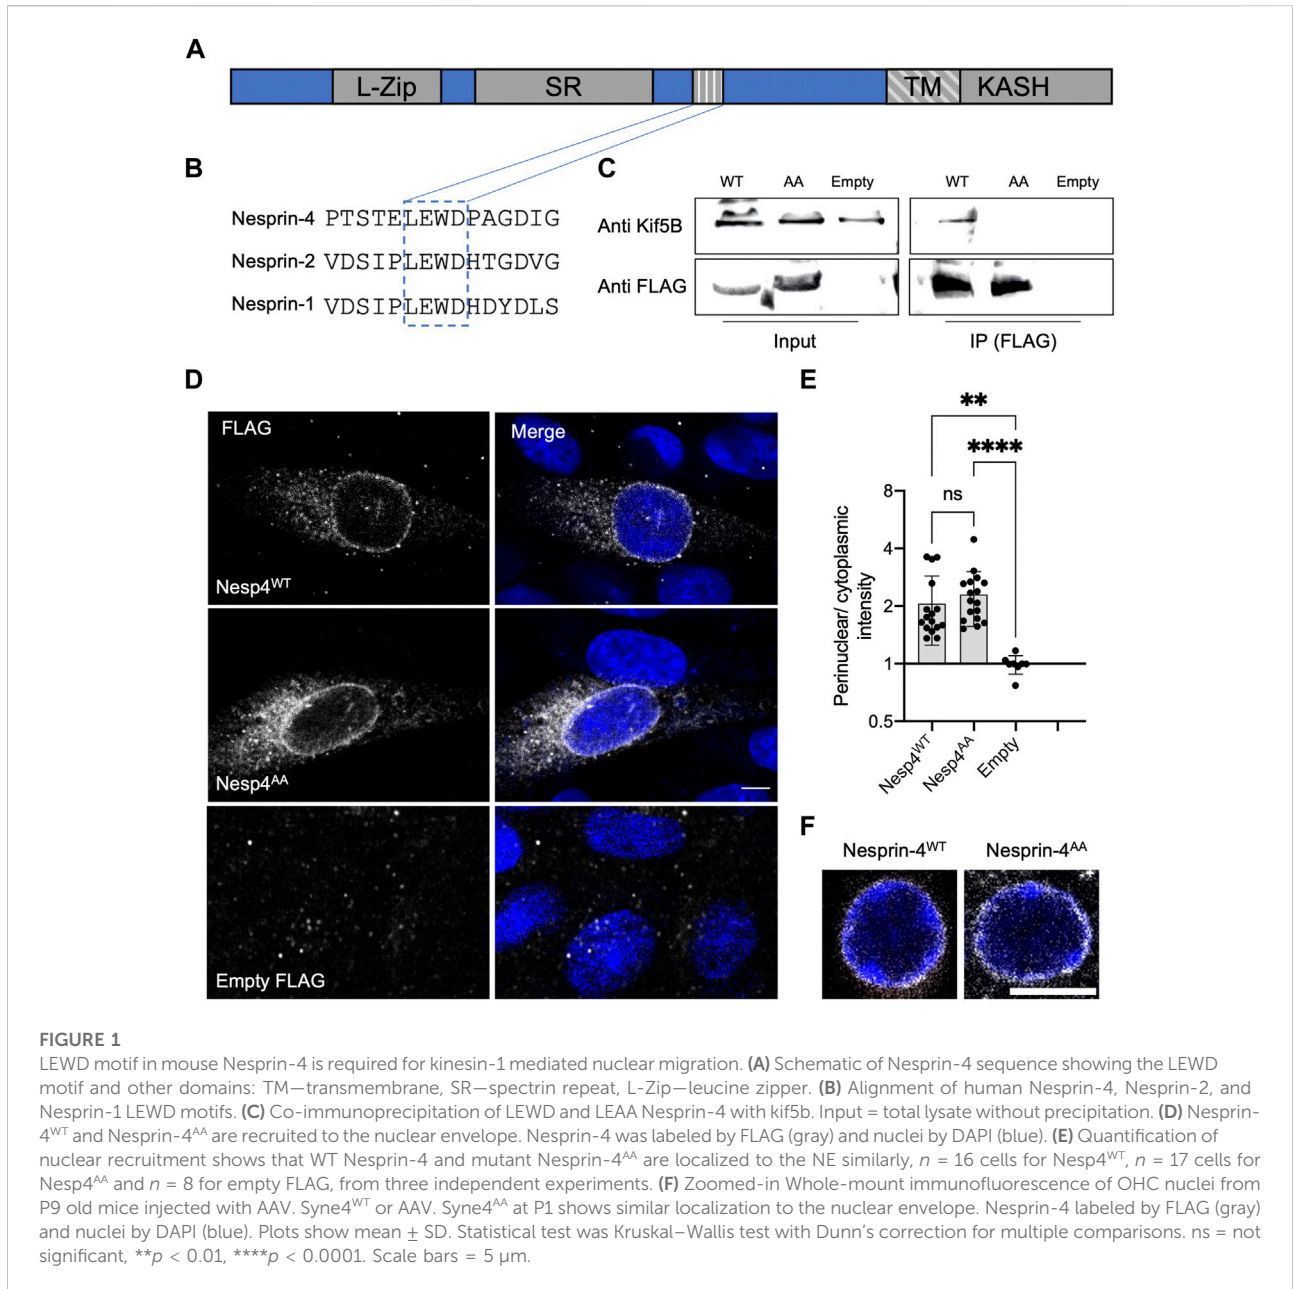 A
L-Zip SR TM KASH
B
Nesprin-4 PTSTELEWDPAGDIG
Nesprin-2 VDSIPLEWDHTGDVG
Nesprin-1 VDSIPLEWDHDYDLS
C
WT AA Empty WT AA Empty
Anti Kif5B
Anti FLAG
Input IP (FLAG)
D
FLAG Merge
Nesp4WT
Nesp4AA
Empty FLAG
E
**
****
ns
Perinuclear/ cytoplasmic
intensity
8
4
2
1
0.5
Nesp4WT Nesp4AA Empty
F
Nesprin-4WT Nesprin-4AA
FIGURE 1
LEWD motif in mouse Nesprin-4 is required for kinesin-1 mediated nuclear migration. (A) Schematic of Nesprin-4 sequence showing the LEWD
motif and other domains: TM—transmembrane, SR—spectrin repeat, L-Zip—leucine zipper. (B) Alignment of human Nesprin-4, Nesprin-2, and
Nesprin-1 LEWD motifs. (C) Co-immunoprecipitation of LEWD and LEAA Nesprin-4 with kif5b. Input = total lysate without precipitation. (D) Nesprin-
4WT and Nesprin-4AA are recruited to the nuclear envelope. Nesprin-4 was labeled by FLAG (gray) and nuclei by DAPI (blue). (E) Quantification of
nuclear recruitment shows that WT Nesprin-4 and mutant Nesprin-4AA are localized to the NE similarly, n = 16 cells for Nesp4WT, n = 17 cells for
Nesp4AA and n = 8 for empty FLAG, from three independent experiments. (F) Zoomed-in Whole-mount immunofluorescence of OHC nuclei from
P9 old mice injected with AAV. Syne4WT or AAV. Syne4AA at P1 shows similar localization to the nuclear envelope. Nesprin-4 labeled by FLAG (gray)
and nuclei by DAPI (blue). Plots show mean ± SD. Statistical test was Kruskal–Wallis test with Dunn's correction for multiple comparisons. ns = not
significant, **p < 0.01, ****p < 0.0001. Scale bars = 5 µm.